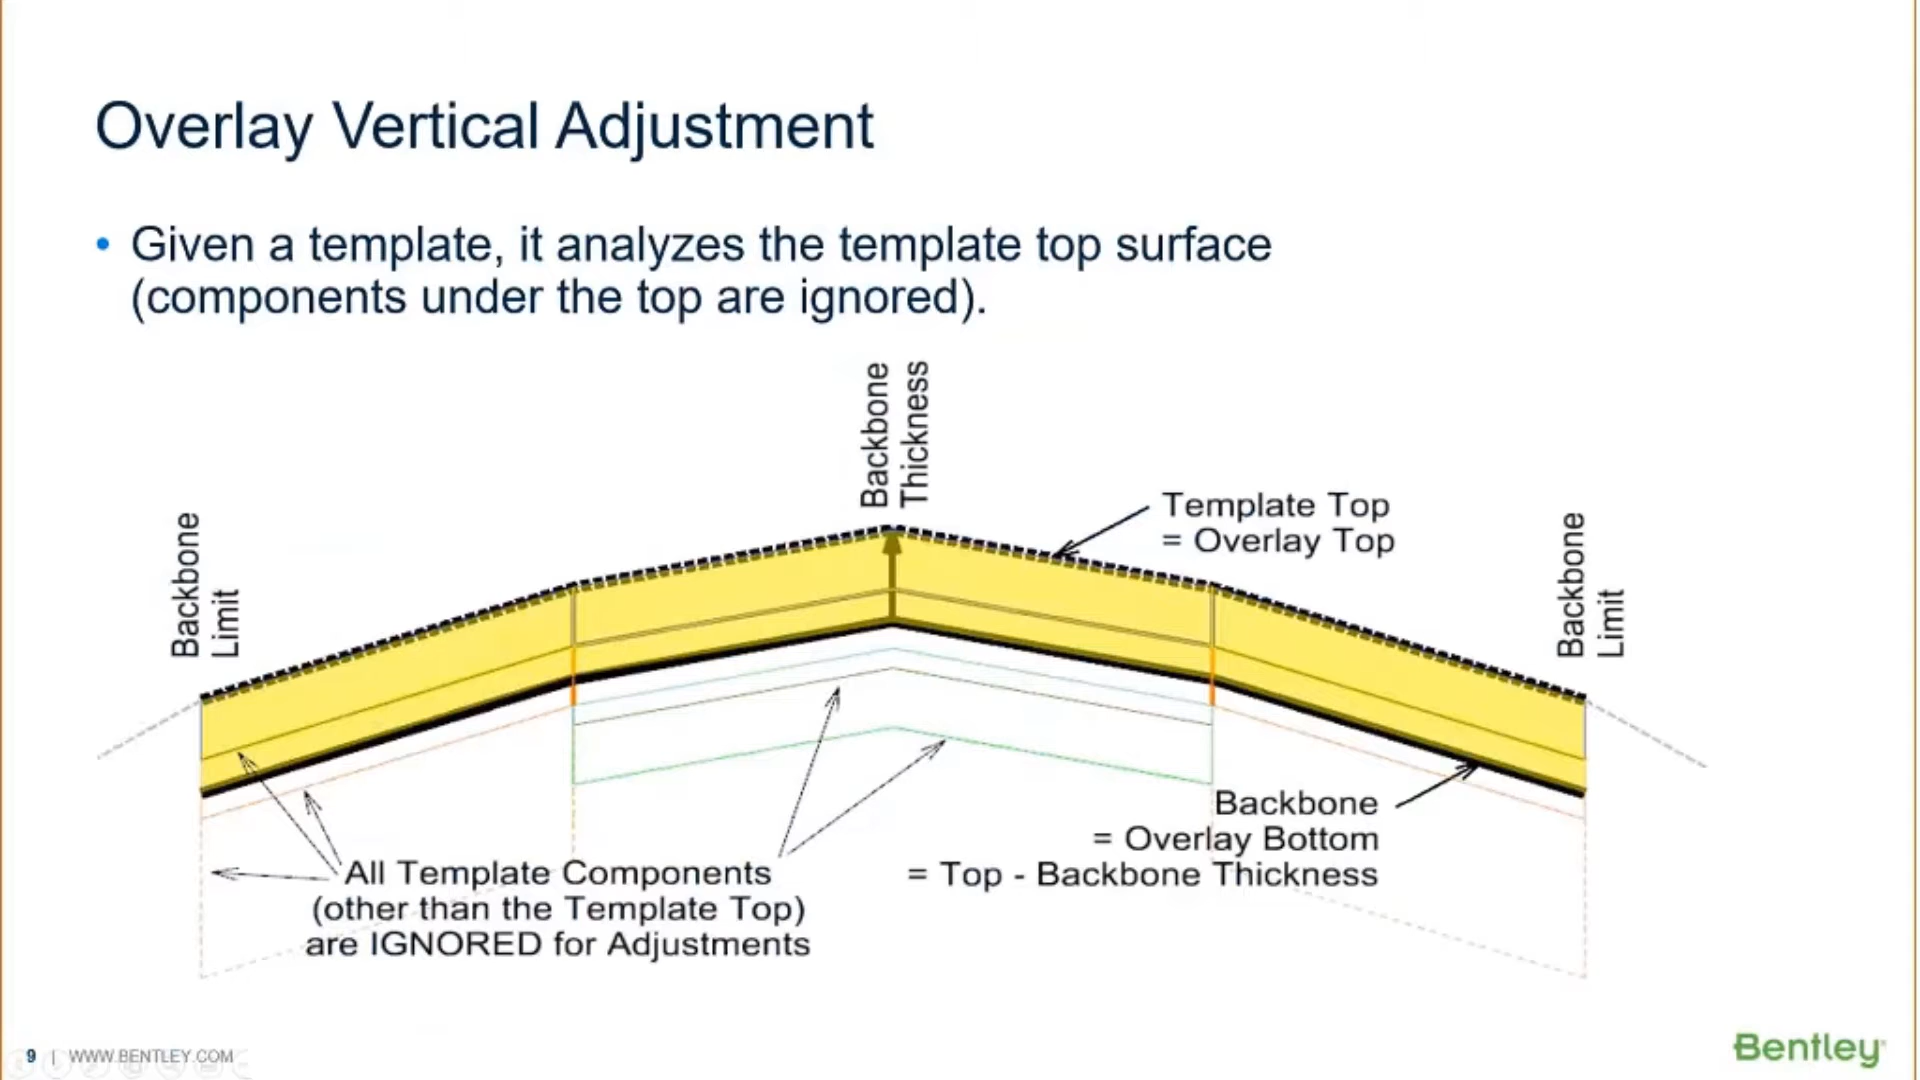 Overlay Vertical Adjustment
• Given a template, it analyzes the template top surface
(components under the top are ignored).
Backbone
Thickness
Backbone
Limit
Template Top
= Overlay Top
Backbone
Limit
Backbone
= Overlay Bottom
= Top - Backbone Thickness
All Template Components
(other than the Template Top)
are IGNORED for Adjustments
9 | WWW.BENTLEY.COM
Bentley